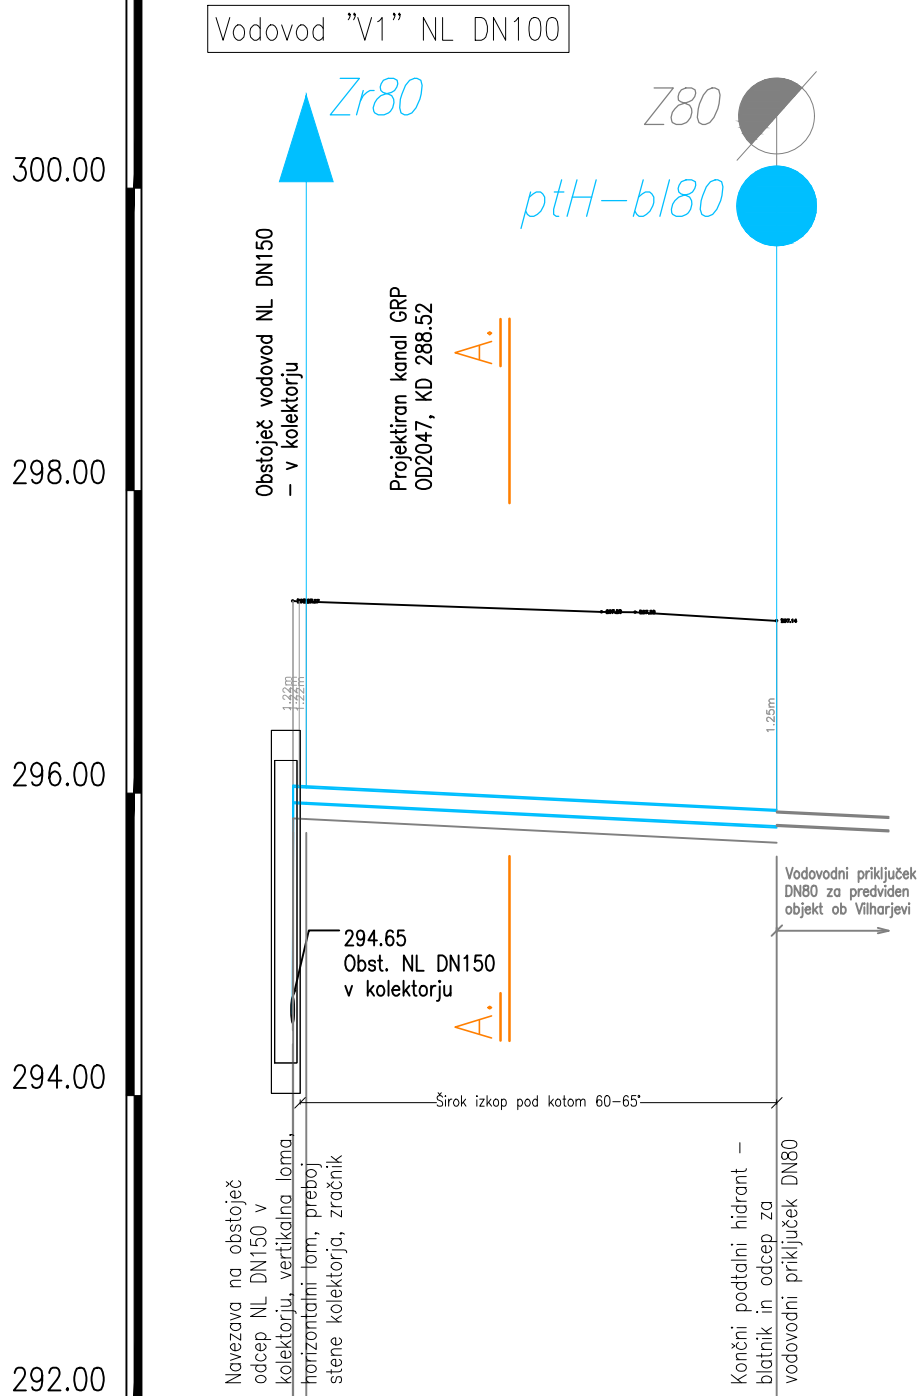 Vodovod "V1" NL DN100
Zr80
Z80
ptH-bl80
300.00
298.00
296.00
294.00
292.00
Obstoječ vodovod NL DN150
- v kolektorju
Projektiran kanal GRP
OD2047, KD 288.52
A.
1.22m
1.22m
1.25m
Vodovodni priključek
DN80 za predviden
objekt ob Vilharjevi
294.65
Obst. NL DN150
v kolektorju
A.
Širok izkop pod kotom 60-65°
Navezava na obstoječ
odcep NL DN150 v
kolektorju, vertikalna loma,
horizontalni lom, preboj
stene kolektorja, zračnik
Končni podtalni hidrant -
blatnik in odcep za
vodovodni priključek DN80